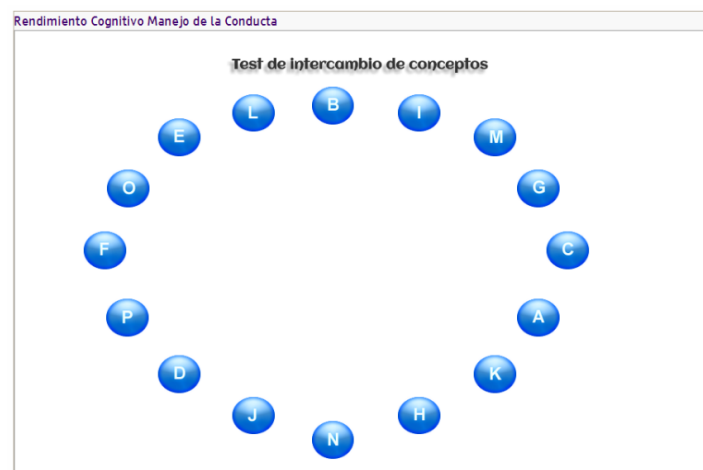 Rendimiento Cognitivo Manejo de la Conducta
Test de intercambio de conceptos
B
L
I
E
M
O
G
F
C
P
A
D
K
J
H
N